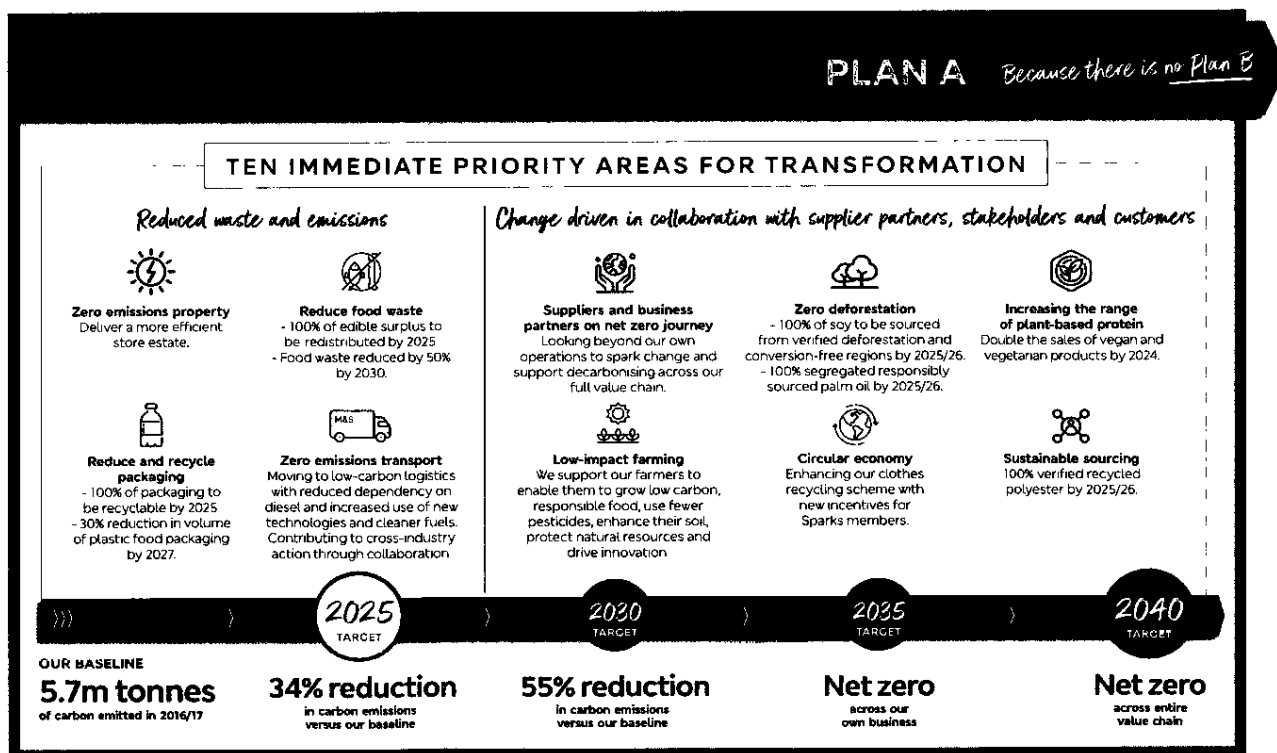 PLAN A Because there is no Plan B
TEN IMMEDIATE PRIORITY AREAS FOR TRANSFORMATION
Reduced waste and emissions
Zero emissions property
Deliver a more efficient
store estate.
Reduce food waste
- 100% of edible surplus to
be redistributed by 2025
- Food waste reduced by 50%
by 2030.
Reduce and recycle
packaging
- 100% of packaging to
be recyclable by 2025
- 30% reduction in volume
of plastic food packaging
by 2027.
M&S
Zero emissions transport
Moving to low-carbon logistics
with reduced dependency on
diesel and increased use of new
technologies and cleaner fuels.
Contributing to cross-industry
action through collaboration
Change driven in collaboration with supplier partners, stakeholders and customers
Suppliers and business
partners on net zero journey
Looking beyond our own
operations to spark change and
support decarbonising across our
full value chain.
Zero deforestation
- 100% of soy to be sourced
from verified deforestation and
conversion-free regions by 2025/26.
- 100% segregated responsibly
sourced palm oil by 2025/26.
Increasing the range
of plant-based protein
Double the sales of vegan and
vegetarian products by 2024.
Low-impact farming
We support our farmers to
enable them to grow low carbon,
responsible food, use fewer
pesticides, enhance their soil,
protect natural resources and
drive innovation
Circular economy
Enhancing our clothes
recycling scheme with
new incentives for
Sparks members.
Sustainable sourcing
100% verified recycled
polyester by 2025/26.
OUR BASELINE
5.7m tonnes
of carbon emitted in 2016/17
2025
TARGET
34% reduction
in carbon emissions
versus our baseline
2030
TARGET
55% reduction
in carbon emissions
versus our baseline
2035
TARGET
Net zero
across our
own business
2040
TARGET
Net zero
across entire
value chain